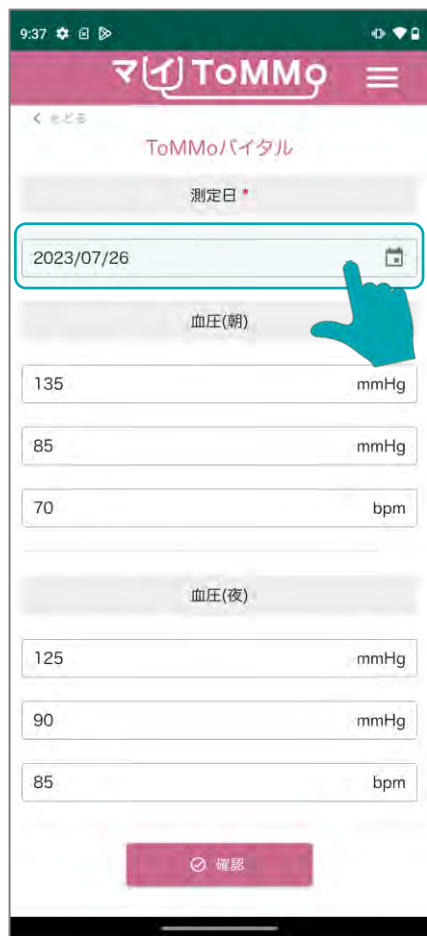 9:37
マイToMMo
もどる
ToMMoバイタル
測定日 *
2023/07/26
血圧(朝)
135 mmHg
85 mmHg
70 bpm
血圧(夜)
125 mmHg
90 mmHg
85 bpm
確認